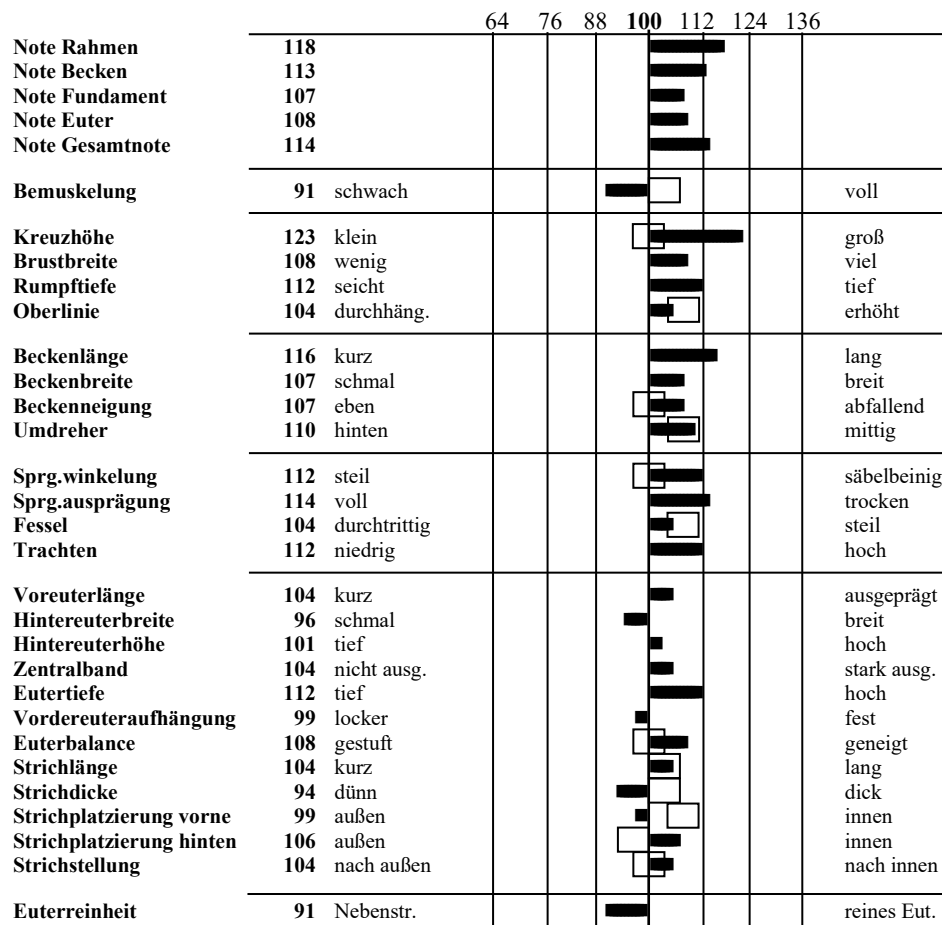 64 76 88 100 112 124 136
Note Rahmen 118
Note Becken 113
Note Fundament 107
Note Euter 108
Note Gesamtnote 114
Bemuskelung 91 schwach voll
Kreuzhöhe 123 klein groß
Brustbreite 108 wenig viel
Rumpftiefe 112 seicht tief
Oberlinie 104 durchhäng. erhöht
Beckenlänge 116 kurz lang
Beckenbreite 107 schmal breit
Beckenneigung 107 eben abfallend
Umdreher 110 hinten mittig
Sprg.winkelung 112 steil säbelbeinig
Sprg.ausprägung 114 voll trocken
Fessel 104 durchtrittig steil
Trachten 112 niedrig hoch
Voreuterlänge 104 kurz ausgeprägt
Hintereuterbreite 96 schmal breit
Hintereuterhöhe 101 tief hoch
Zentralband 104 nicht ausg. stark ausg.
Eutertiefe 112 tief hoch
Vordereuteraufhängung 99 locker fest
Euterbalance 108 gestuft geneigt
Strichlänge 104 kurz lang
Strichdicke 94 dünn dick
Strichplatzierung vorne 99 außen innen
Strichplatzierung hinten 106 außen innen
Strichstellung 104 nach außen nach innen
Euterreinheit 91 Nebenstr. reines Eut.